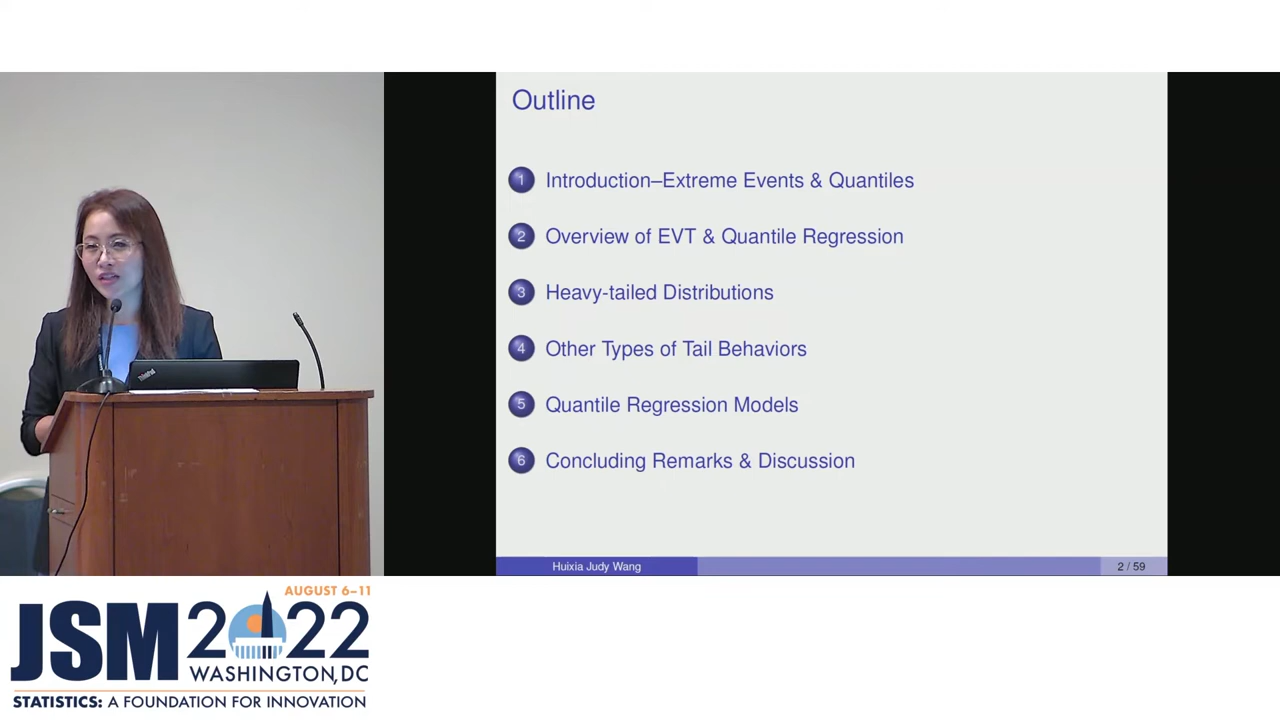 Outline
1 Introduction–Extreme Events & Quantiles
2 Overview of EVT & Quantile Regression
3 Heavy-tailed Distributions
4 Other Types of Tail Behaviors
5 Quantile Regression Models
6 Concluding Remarks & Discussion
Huixia Judy Wang 2 / 59
ThinkPad
AUGUST 6–11
JSM 2022
WASHINGTON, DC
STATISTICS: A FOUNDATION FOR INNOVATION